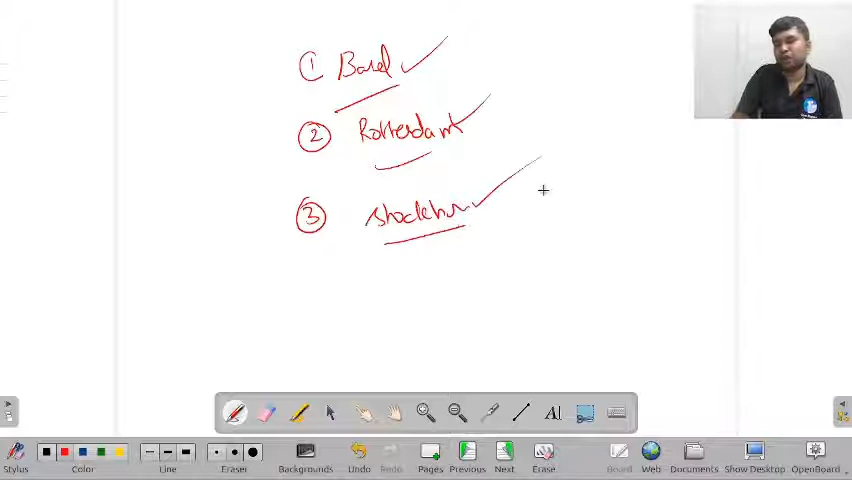 ① Basel
② Rotterdam
③
Stylus
Color
Line
Eraser
Backgrounds
Undo
Redo
Pages
Previous
Next
Erase
Board
Web
Documents
Show Desktop
OpenBoard